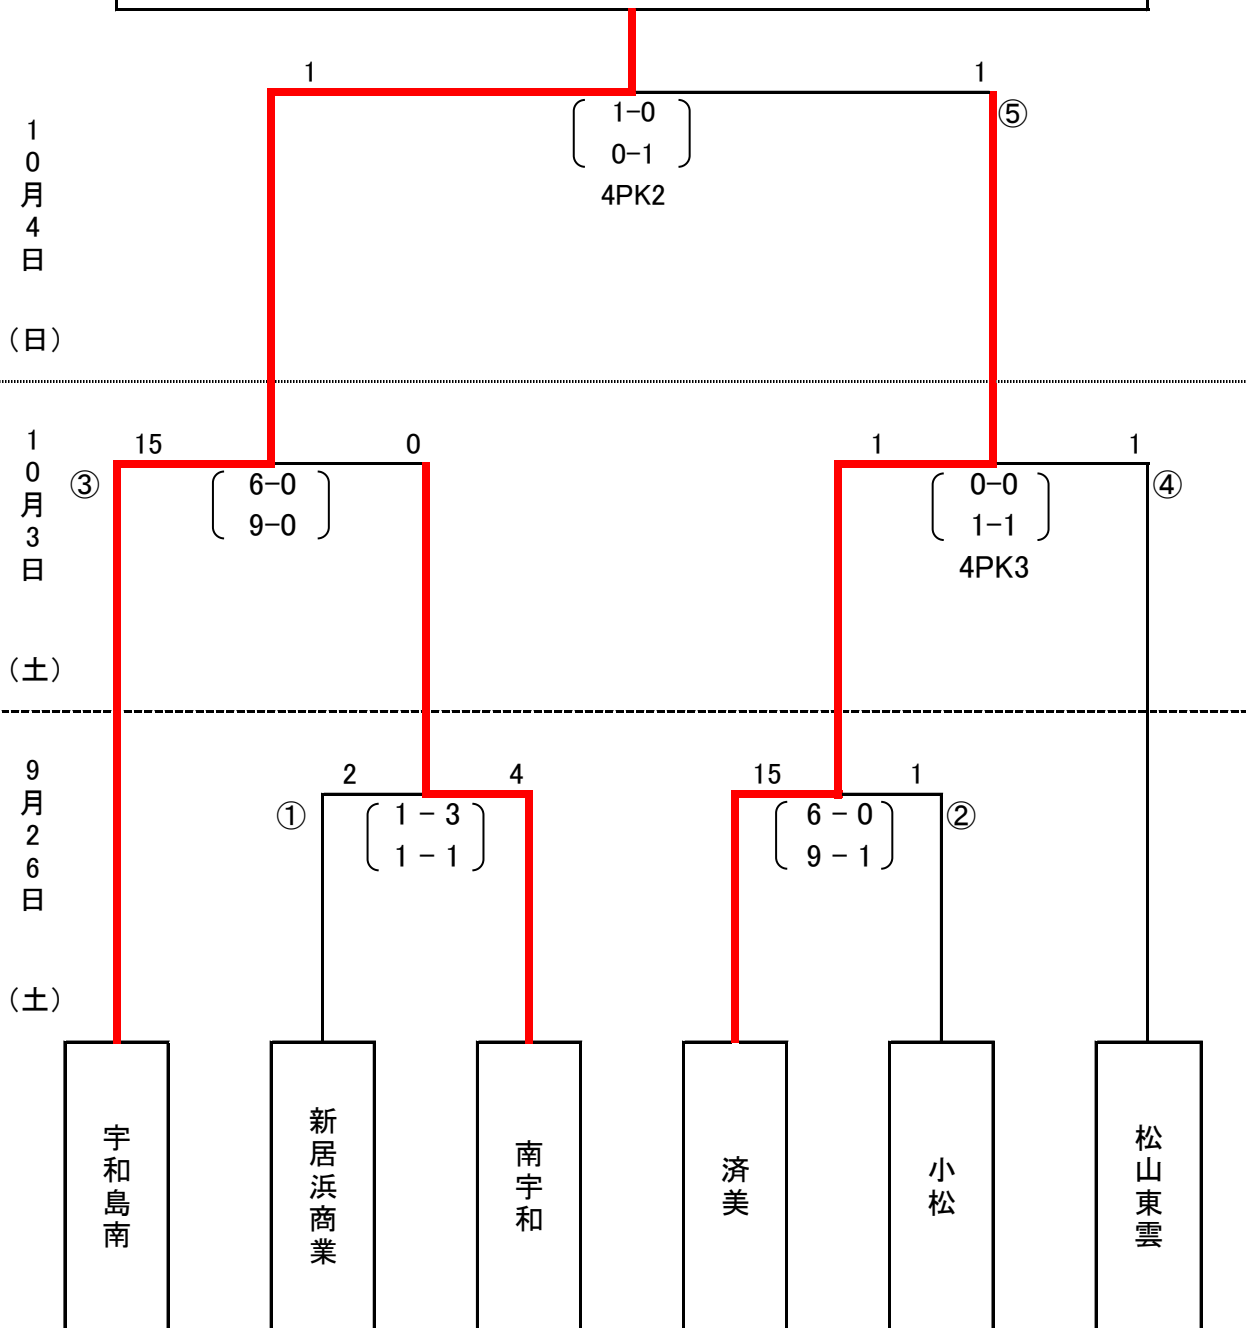 1 1
1-0
0-1
4PK2
⑤
10月4日
（日）
10月3日
（土）
15 0
③
6-0
9-0
1 1
0-0
1-1
4PK3
④
9月26日
（土）
2 4
①
1 - 3
1 - 1
15 1
6 - 0
9 - 1
②
宇和島南
新居浜商業
南宇和
済美
小松
松山東雲